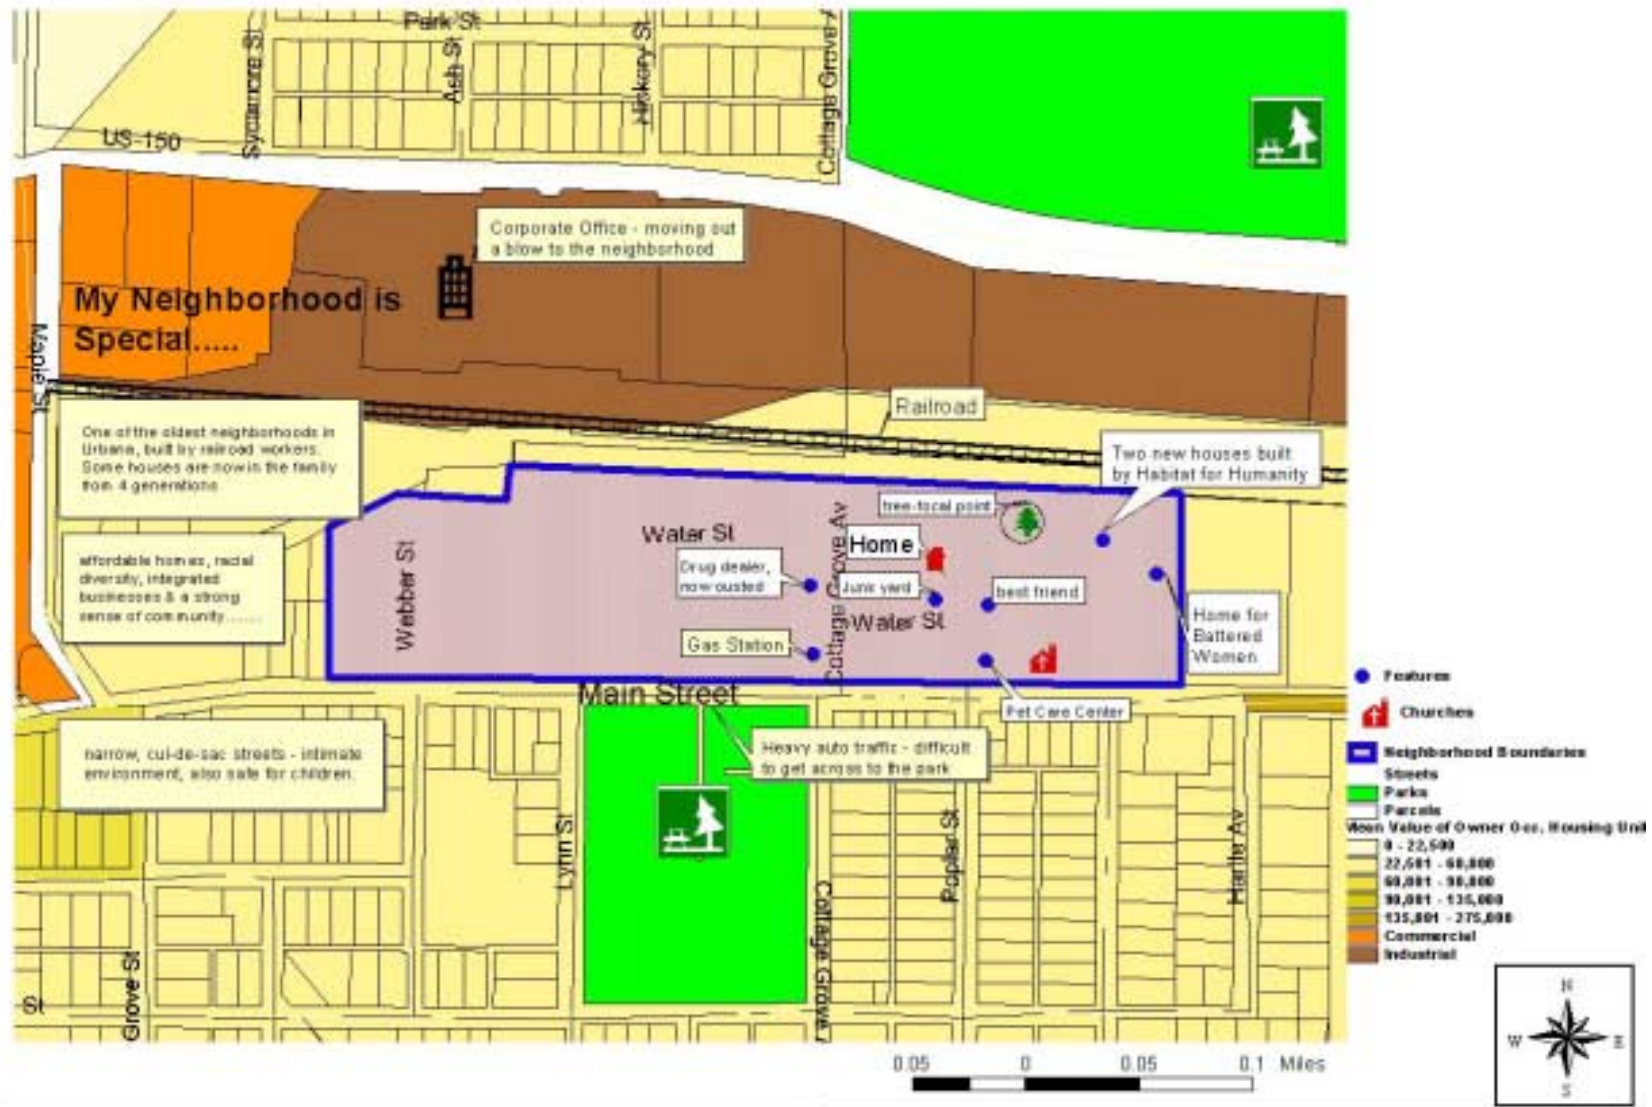 Park St
Sycamore St
Ash St
Hickory St
Cottage Grove A
US-150
Corporate Office - moving out
a blow to the neighborhood
My Neighborhood is
Special.....
Maple St
Railroad
One of the oldest neighborhoods in
Urbana, built by railroad workers.
Some houses are now in the family
from 4 generations
Two new houses built
by Habitat for Humanity
tree-focal point
Water St
Cottage Grove Av
Home
Webber St
affordable homes, racial
diversity, integrated
businesses & a strong
sense of community......
Drug dealer,
now ousted
Junk yard
best friend
Water St
Home for
Battered
Women
Gas Station
Main Street
Pet Care Center
narrow, cul-de-sac streets - intimate
environment, also safe for children.
Heavy auto traffic - difficult
to get across to the park
Lynn St
Poplar St
Cottage Grove
Grove St
St
Features
Churches
Neighborhood Boundaries
Streets
Parks
Parcels
Mean Value of Owner Occ. Housing Unit
0 - 22,500
22,501 - 60,000
60,001 - 90,000
90,001 - 135,000
135,001 - 275,000
Commercial
Industrial
N
W
E
S
0.05 0 0.05 0.1 Miles